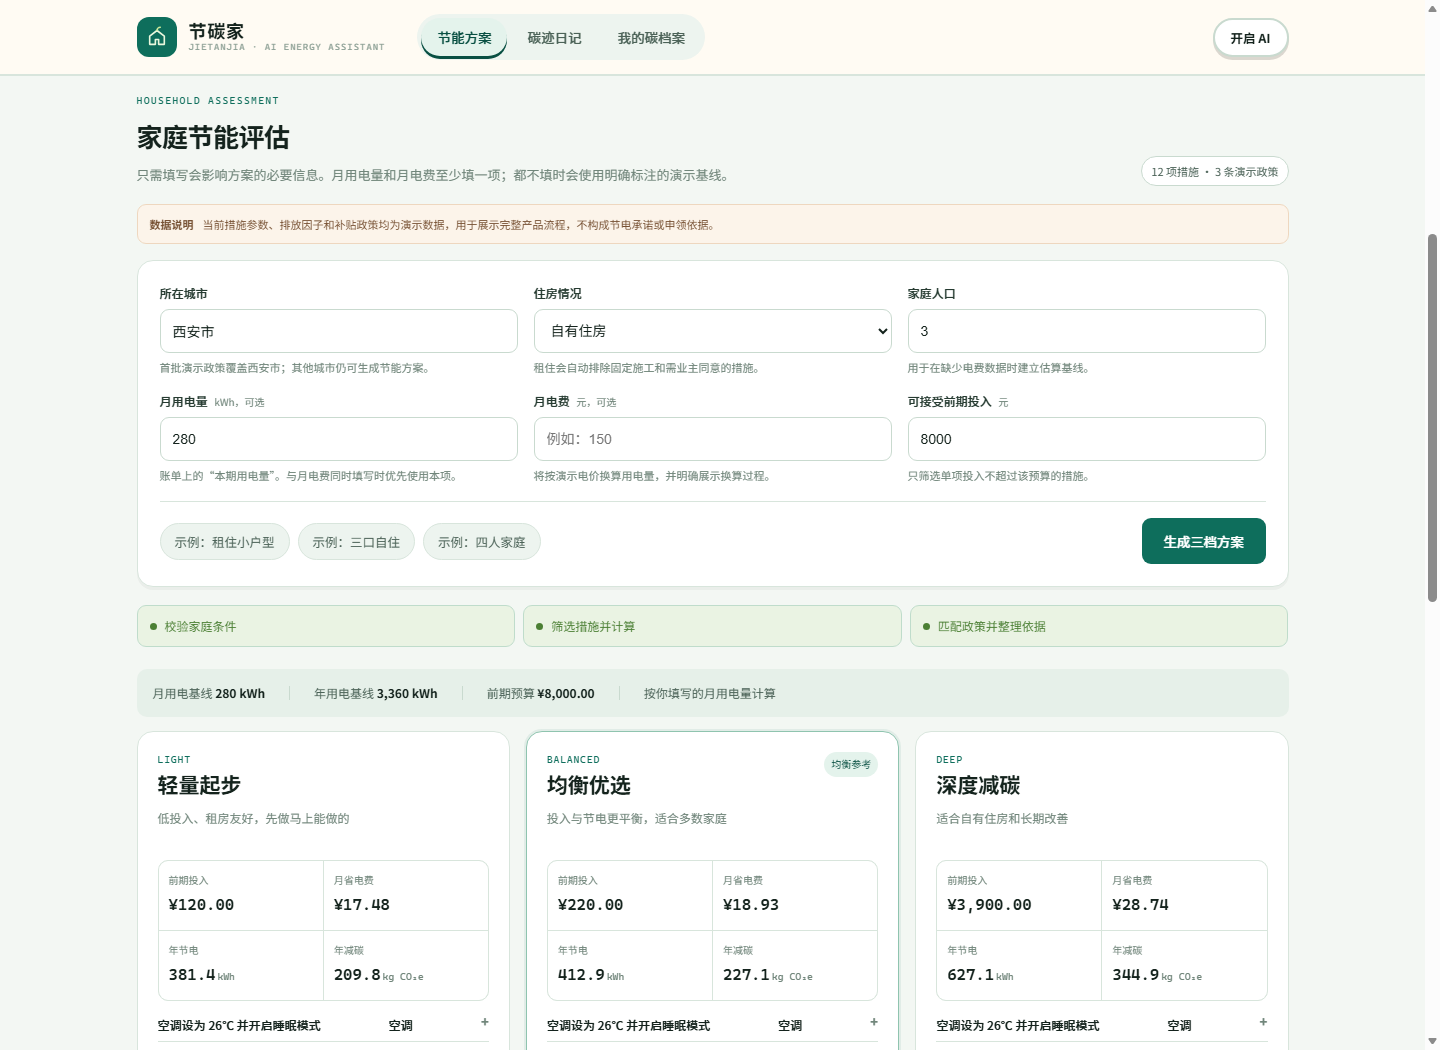 节碳家
JIETANJIA · AI ENERGY ASSISTANT
节能方案
碳迹日记
我的碳档案
开启 AI
HOUSEHOLD ASSESSMENT
家庭节能评估
只需填写会影响方案的必要信息。月用电量和月电费至少填一项；都不填时会使用明确标注的演示基线。
12 项措施 · 3 条演示政策
数据说明 当前措施参数、排放因子和补贴政策均为演示数据，用于展示完整产品流程，不构成节电承诺或申领依据。
所在城市
西安市
首批演示政策覆盖西安市；其他城市仍可生成节能方案。
住房情况
自有住房
租住会自动排除固定施工和需业主同意的措施。
家庭人口
3
用于在缺少电费数据时建立估算基线。
月用电量 kWh，可选
280
账单上的“本期用电量”。与月电费同时填写时优先使用本项。
月电费 元，可选
例如：150
将按演示电价换算用电量，并明确展示换算过程。
可接受前期投入 元
8000
只筛选单项投入不超过该预算的措施。
示例：租住小户型
示例：三口自住
示例：四人家庭
生成三档方案
校验家庭条件
筛选措施并计算
匹配政策并整理依据
月用电基线 280 kWh
年用电基线 3,360 kWh
前期预算 ¥8,000.00
按你填写的月用电量计算
LIGHT
轻量起步
低投入、租房友好，先做马上能做的
前期投入
¥120.00
月省电费
¥17.48
年节电
381.4 kWh
年减碳
209.8 kg CO₂e
空调设为 26°C 并开启睡眠模式 空调 +
BALANCED
均衡优选
均衡参考
投入与节电更平衡，适合多数家庭
前期投入
¥220.00
月省电费
¥18.93
年节电
412.9 kWh
年减碳
227.1 kg CO₂e
空调设为 26°C 并开启睡眠模式 空调 +
DEEP
深度减碳
适合自有住房和长期改善
前期投入
¥3,900.00
月省电费
¥28.74
年节电
627.1 kWh
年减碳
344.9 kg CO₂e
空调设为 26°C 并开启睡眠模式 空调 +